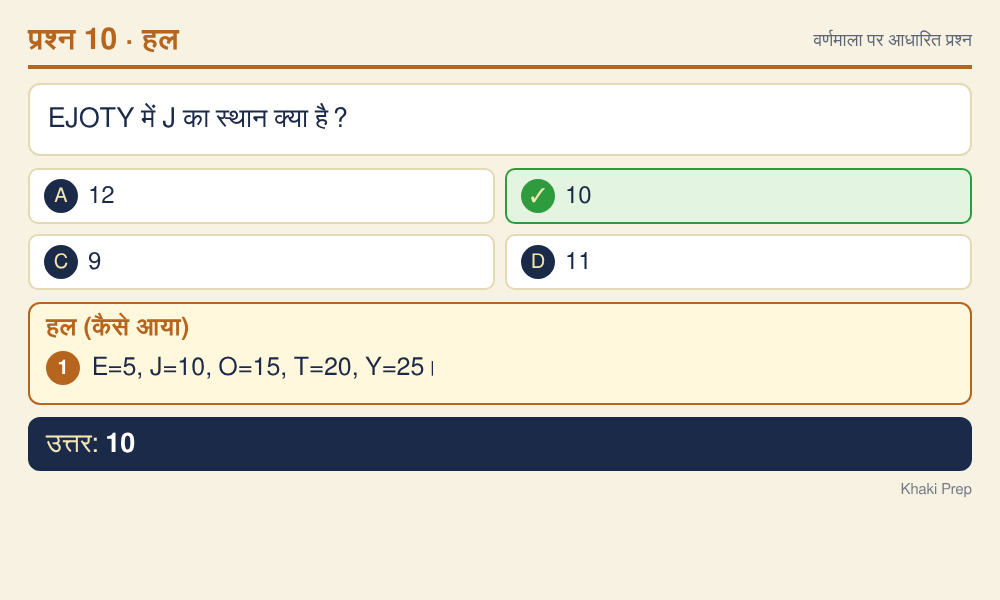 प्रश्न 10 · हल
वर्णमाला पर आधारित प्रश्न
EJOTY में J का स्थान क्या है ?
A 12
✓ 10
C 9
D 11
हल (कैसे आया)
1 E=5, J=10, O=15, T=20, Y=25।
उत्तर: 10
Khaki Prep